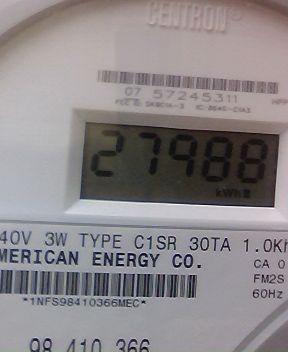 CENTRON®
07 57245311
27988
kWh
40V 3W TYPE C1SR 30TA 1.0Kh
MERICAN ENERGY CO.
CA 0
FM2S
60Hz
*1NFS98410366MEC*
98 410 366